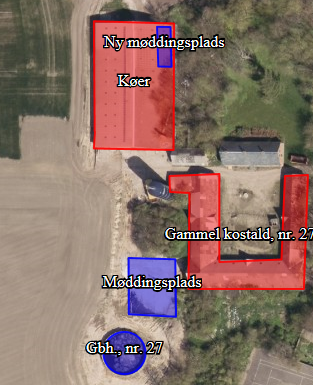 Ny møddingsplads
Køer
Gammel kostald, nr. 27
Møddingsplads
Gbh., nr. 27